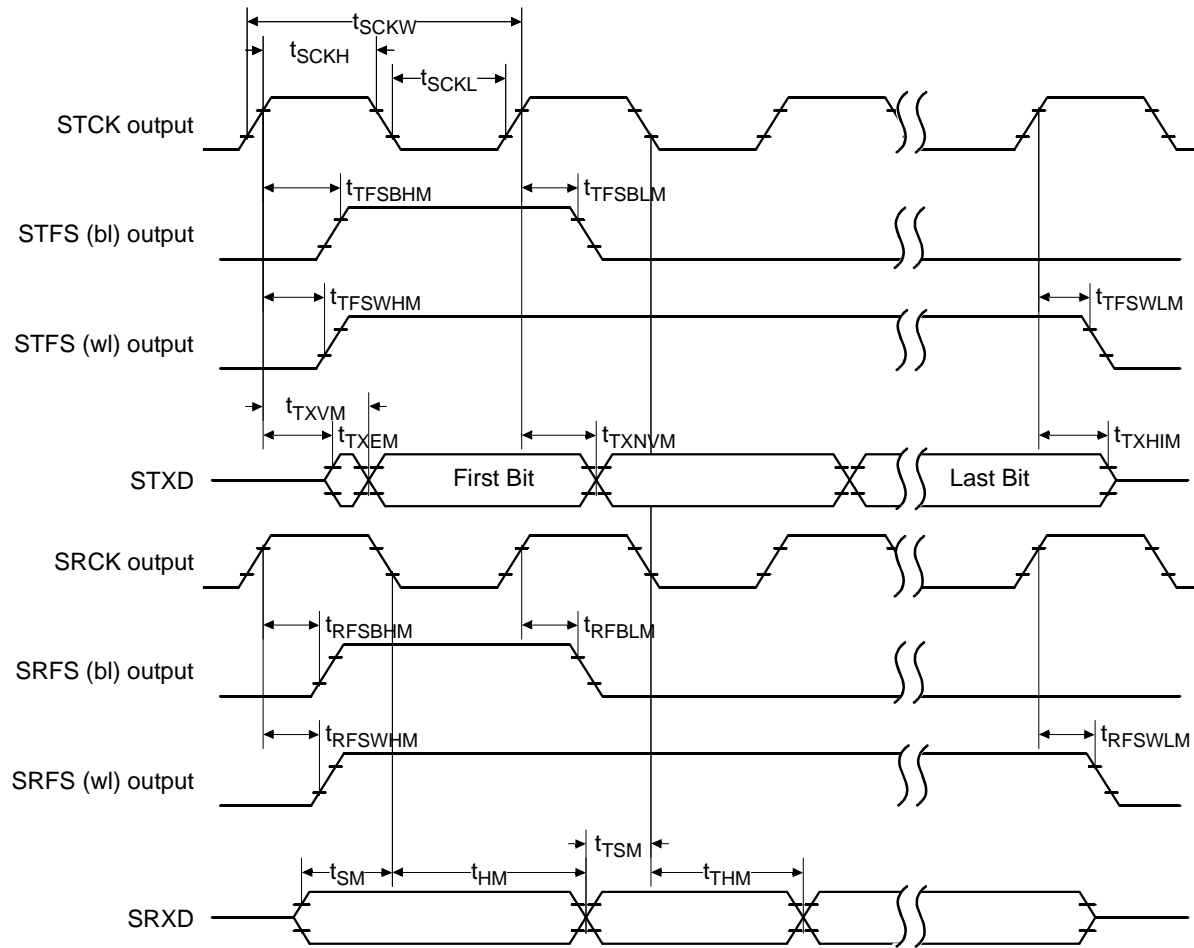 tSCKW
tSCKH
tSCKL
STCK output
tTFSBHM
tTFSBLM
STFS (bl) output
tTFSWHM
tTFSWLM
STFS (wl) output
tTXVM
tTXEM
tTXNVM
tTXHIM
STXD
First Bit
Last Bit
SRCK output
tRFSBHM
tRFBLM
SRFS (bl) output
tRFSWHM
tRFSWLM
SRFS (wl) output
tTSM
tSM
tHM
tTHM
SRXD